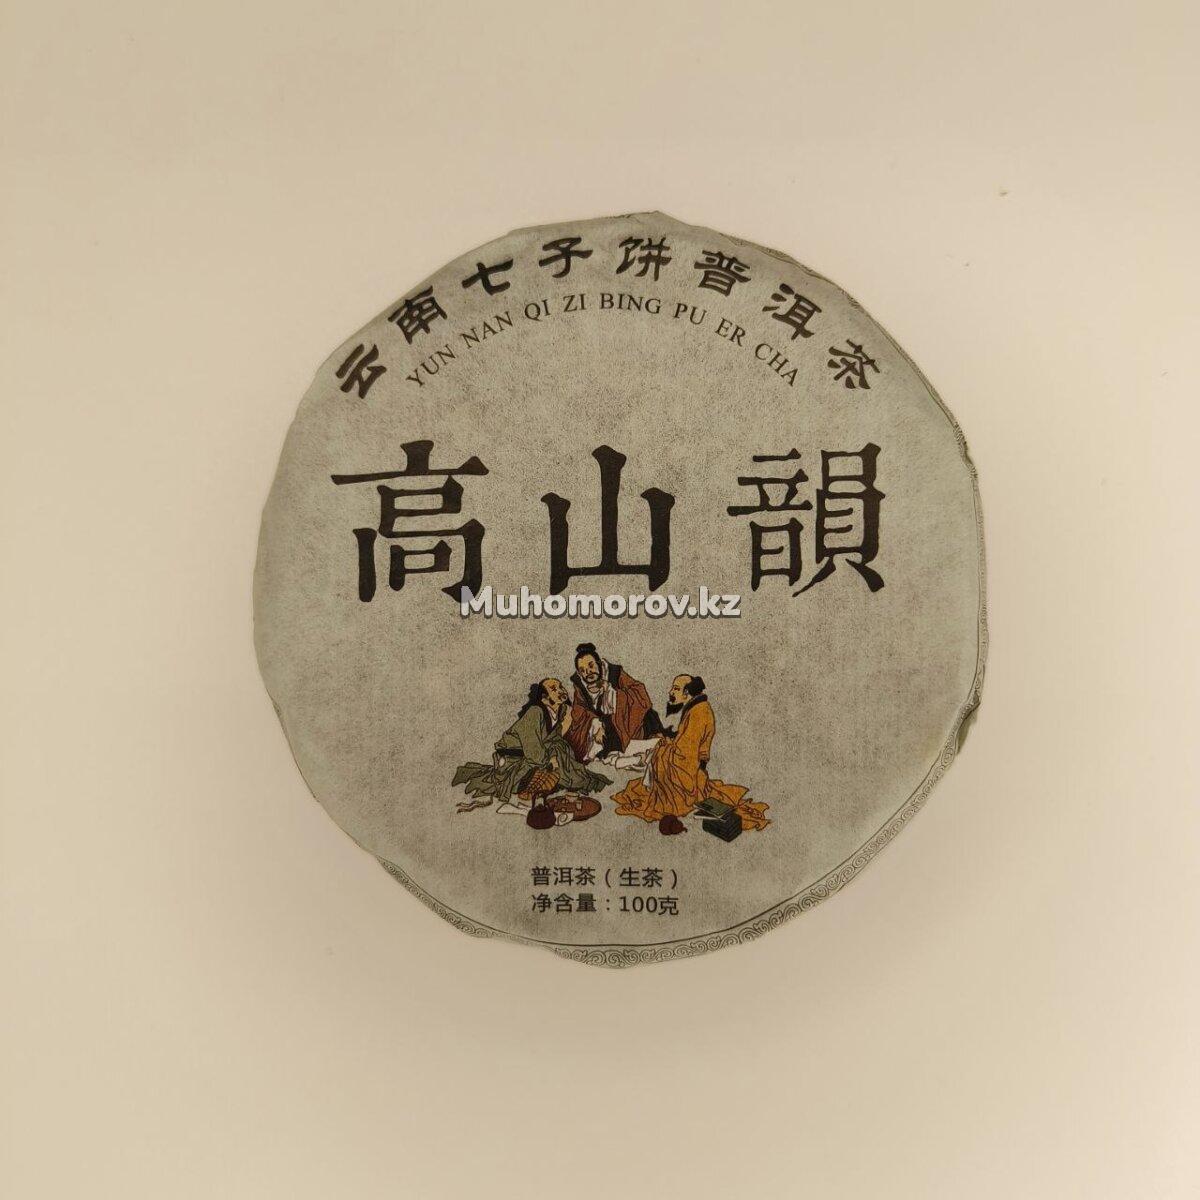 云南七子饼普洱茶
YUN NAN QI ZI BING PU ER CHA
高山韻
Muhomorov.kz
普洱茶（生茶）
净含量：100克